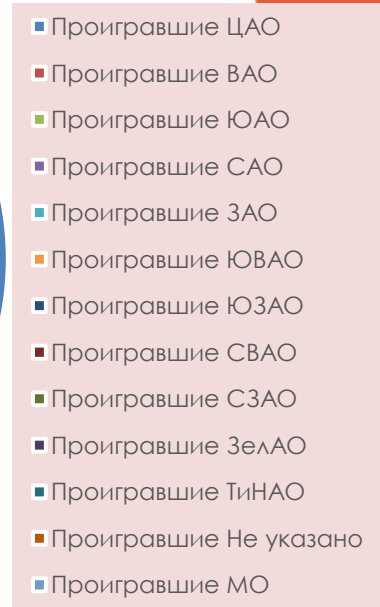 Проигравшие ЦАО
Проигравшие ВАО
Проигравшие ЮАО
Проигравшие САО
Проигравшие ЗАО
Проигравшие ЮВАО
Проигравшие ЮЗАО
Проигравшие СВАО
Проигравшие СЗАО
Проигравшие ЗелАО
Проигравшие ТиНАО
Проигравшие Не указано
Проигравшие МО